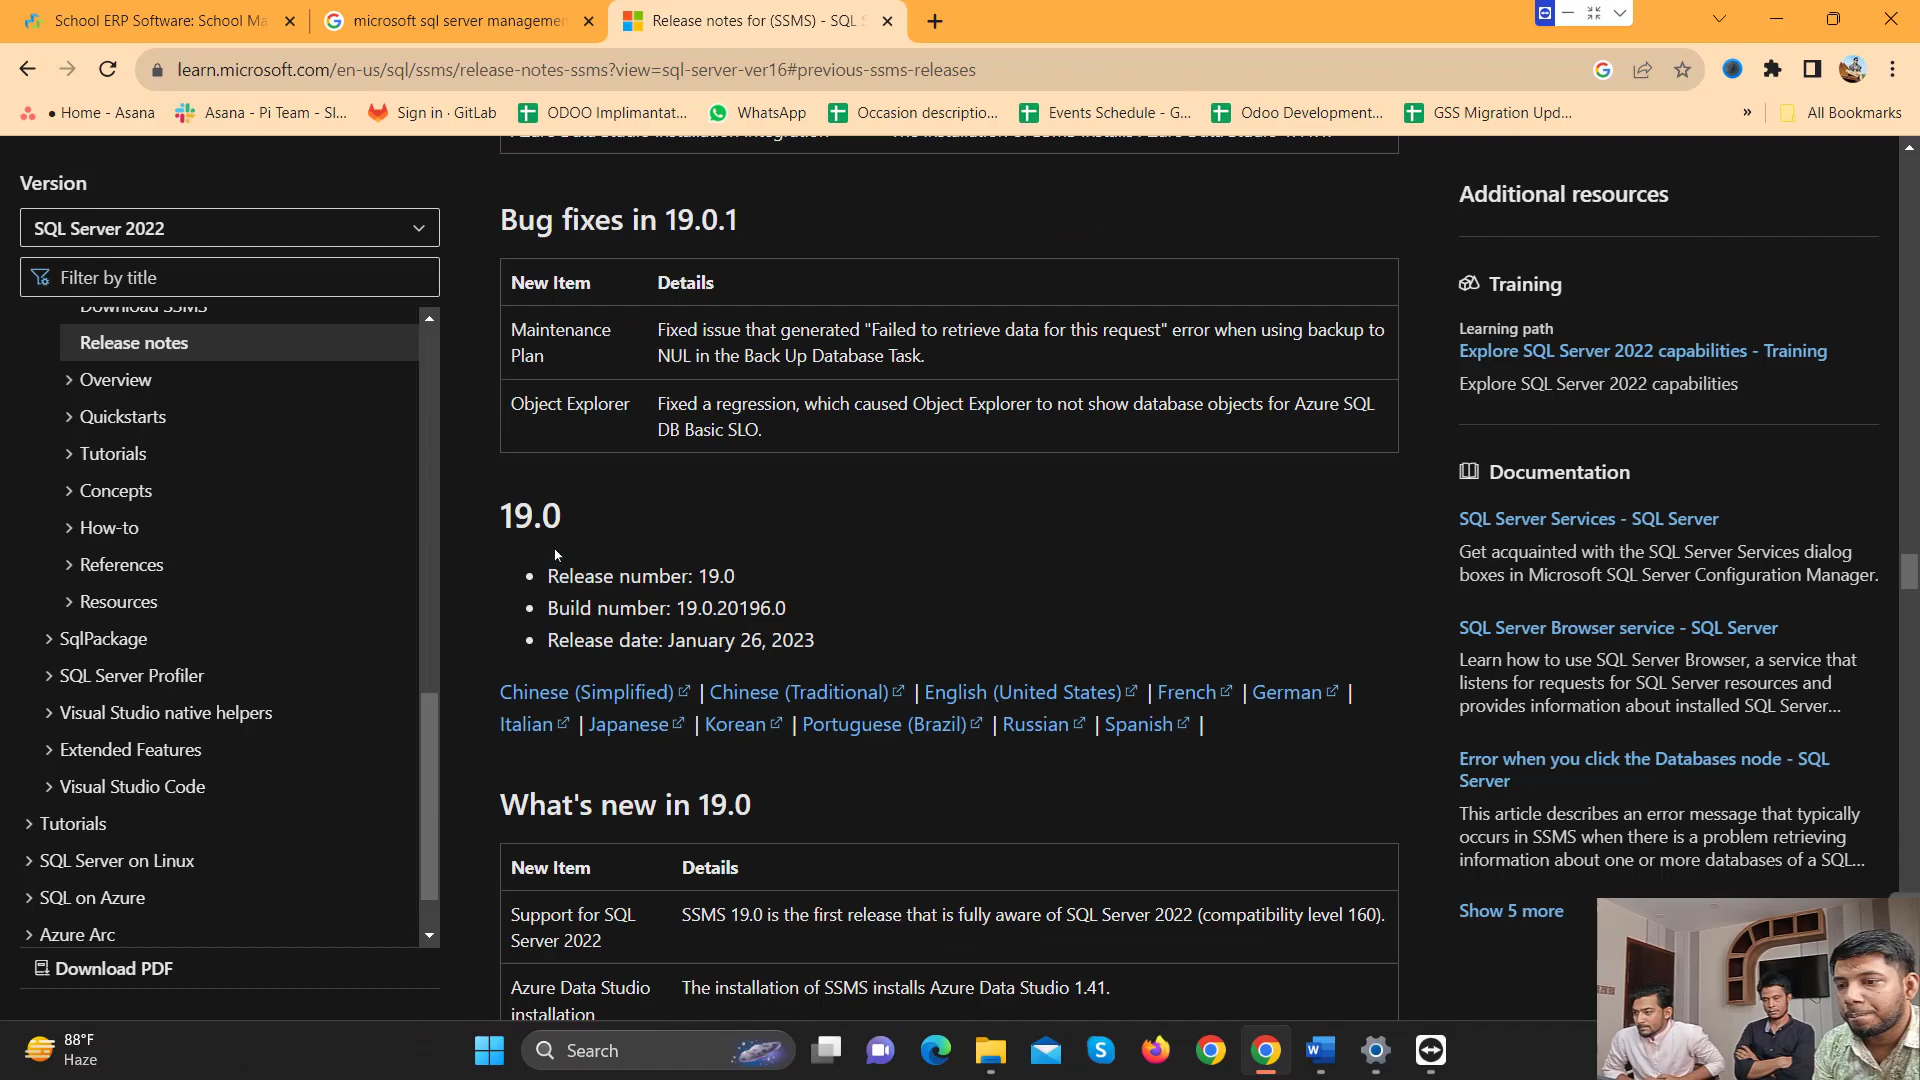 School ERP Software: School Ma
microsoft sql server managemen
Release notes for (SSMS) - SQL S
learn.microsoft.com/en-us/sql/ssms/release-notes-ssms?view=sql-server-ver16#previous-ssms-releases
• Home - Asana
Asana - Pi Team - Sl...
Sign in · GitLab
ODOO Implimantat...
WhatsApp
Occasion descriptio...
Events Schedule - G...
Odoo Development...
GSS Migration Upd...
»
All Bookmarks
Version
SQL Server 2022
Filter by title
Download SSMS
Release notes
Overview
Quickstarts
Tutorials
Concepts
How-to
References
Resources
SqlPackage
SQL Server Profiler
Visual Studio native helpers
Extended Features
Visual Studio Code
Tutorials
SQL Server on Linux
SQL on Azure
Azure Arc
Download PDF
Bug fixes in 19.0.1
New Item Details
Maintenance Plan Fixed issue that generated "Failed to retrieve data for this request" error when using backup to
NUL in the Back Up Database Task.
Object Explorer Fixed a regression, which caused Object Explorer to not show database objects for Azure SQL
DB Basic SLO.
19.0
• Release number: 19.0
• Build number: 19.0.20196.0
• Release date: January 26, 2023
Chinese (Simplified) | Chinese (Traditional) | English (United States) | French | German |
Italian | Japanese | Korean | Portuguese (Brazil) | Russian | Spanish |
What's new in 19.0
New Item Details
Support for SQL Server 2022 SSMS 19.0 is the first release that is fully aware of SQL Server 2022 (compatibility level 160).
Azure Data Studio installation The installation of SSMS installs Azure Data Studio 1.41.
Additional resources
Training
Learning path
Explore SQL Server 2022 capabilities - Training
Explore SQL Server 2022 capabilities
Documentation
SQL Server Services - SQL Server
Get acquainted with the SQL Server Services dialog
boxes in Microsoft SQL Server Configuration Manager.
SQL Server Browser service - SQL Server
Learn how to use SQL Server Browser, a service that
listens for requests for SQL Server resources and
provides information about installed SQL Server...
Error when you click the Databases node - SQL
Server
This article describes an error message that typically
occurs in SSMS when there is a problem retrieving
information about one or more databases of a SQL...
Show 5 more
88°F
Haze
Search